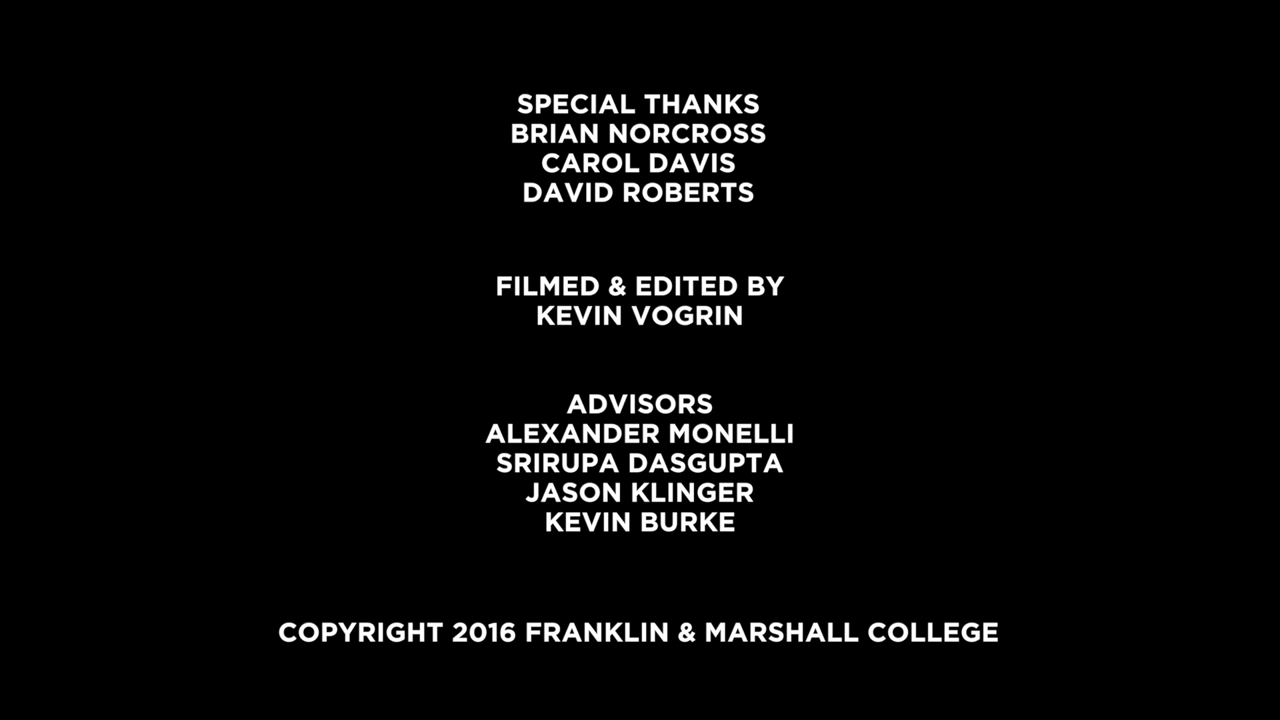 SPECIAL THANKS
BRIAN NORCROSS
CAROL DAVIS
DAVID ROBERTS
FILMED & EDITED BY
KEVIN VOGRIN
ADVISORS
ALEXANDER MONELLI
SRIRUPA DASGUPTA
JASON KLINGER
KEVIN BURKE
COPYRIGHT 2016 FRANKLIN & MARSHALL COLLEGE